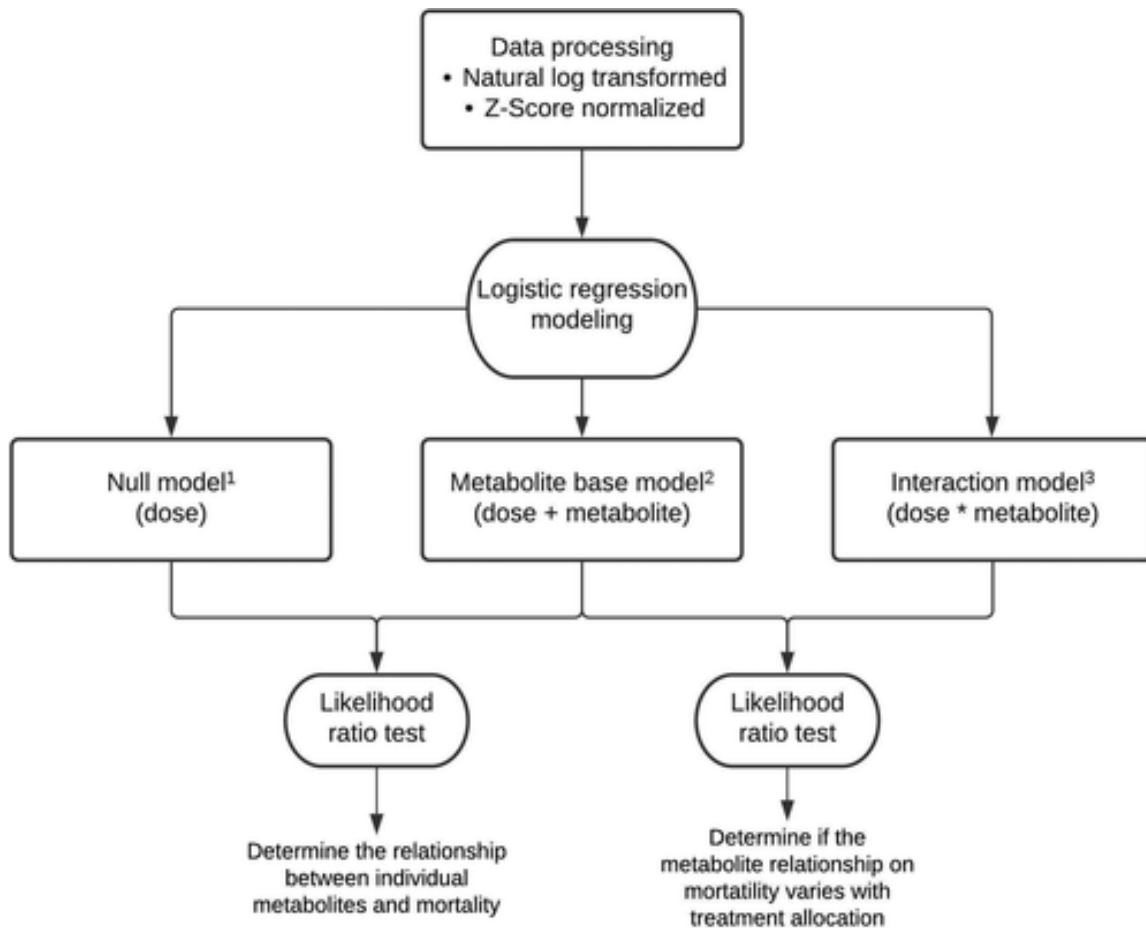 Data processing
• Natural log transformed
• Z-Score normalized
Logistic regression
modeling
Null model¹
(dose)
Metabolite base model²
(dose + metabolite)
Interaction model³
(dose * metabolite)
Likelihood
ratio test
Likelihood
ratio test
Determine the relationship
between individual
metabolites and mortality
Determine if the
metabolite relationship on
mortatility varies with
treatment allocation